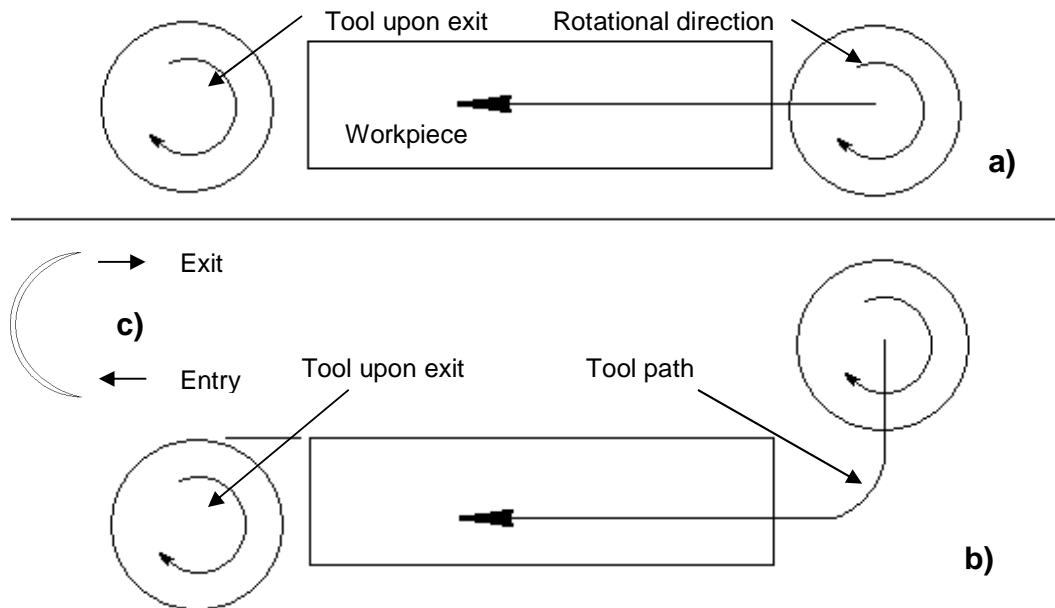 Tool upon exit
Rotational direction
Workpiece
a)
Exit
c)
Entry
Tool upon exit
Tool path
b)